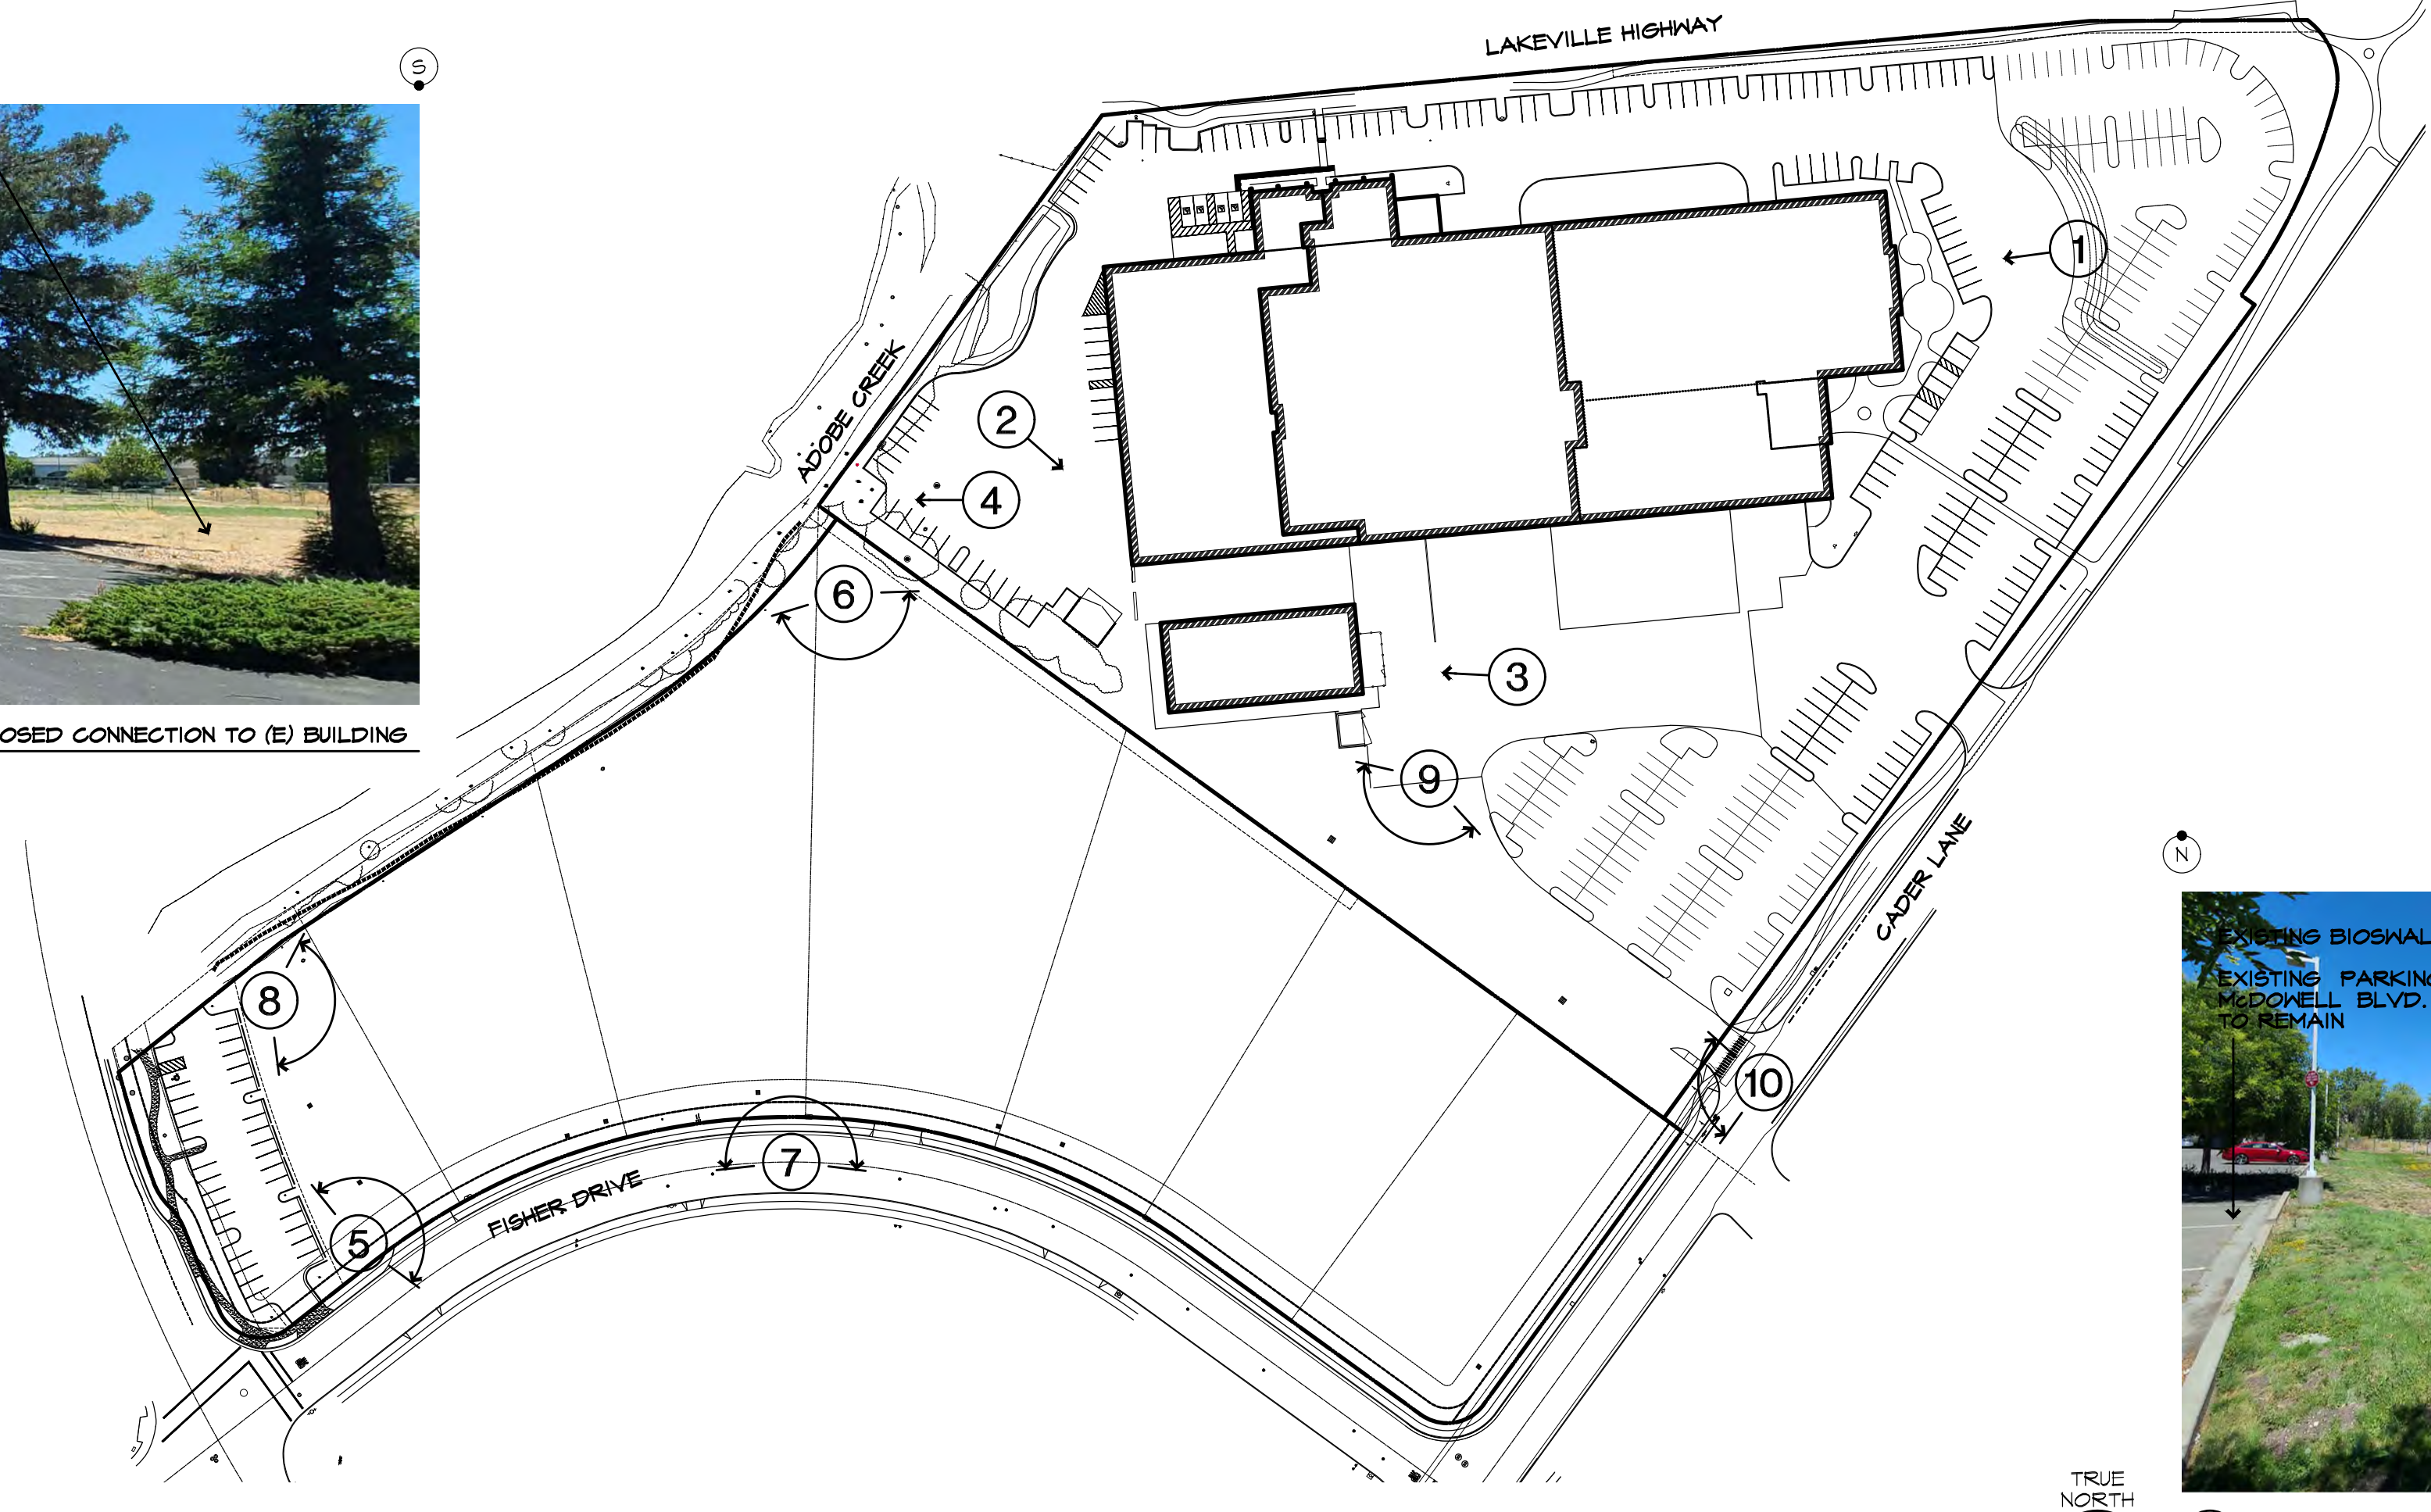 LAKEVILLE HIGHWAY
S
1
ADOBE CREEK
2
4
6
3
OSED CONNECTION TO (E) BUILDING
9
CADER LANE
N
EXISTING BIOSWAL
EXISTING PARKING
McDOWELL BLVD.
TO REMAIN
8
10
7
FISHER DRIVE
5
TRUE
NORTH